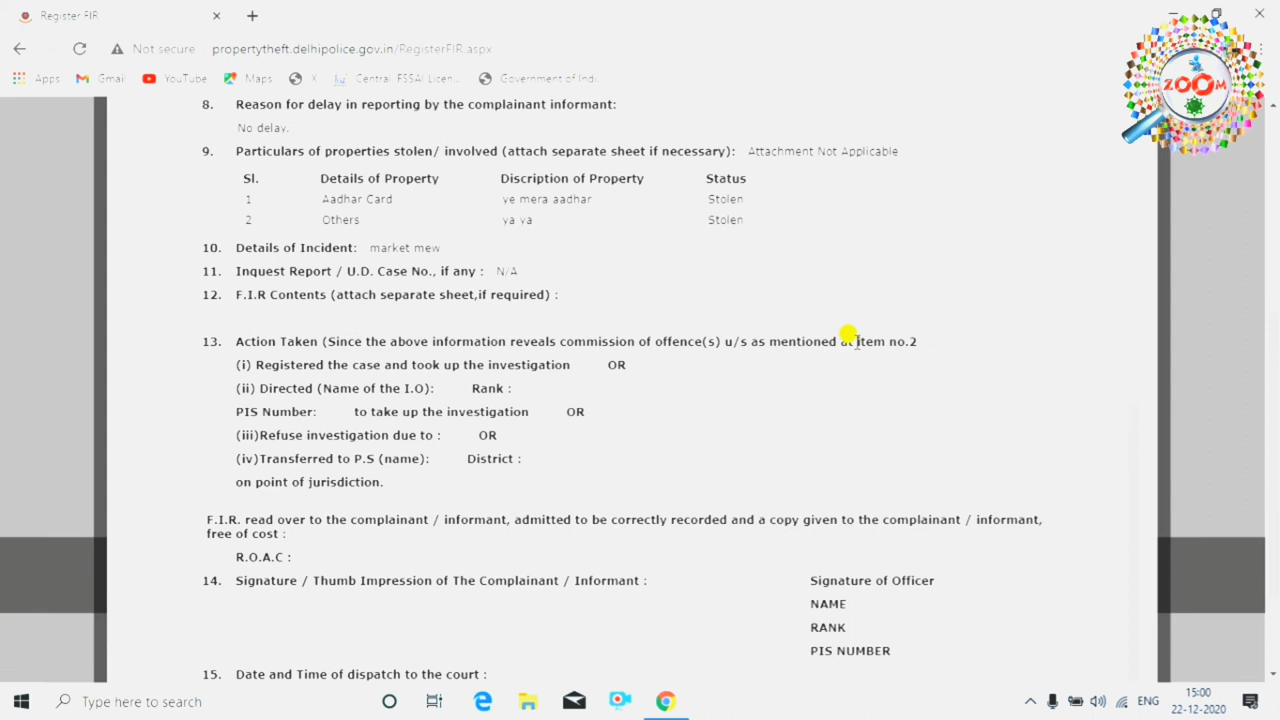 Register FIR
Not secure propertytheft.delhipolice.gov.in/RegisterFIR.aspx
Apps Gmail YouTube Maps X Central FSSAI Licen... Government of Indi...
ZOOM
8. Reason for delay in reporting by the complainant informant:
No delay.
9. Particulars of properties stolen/ involved (attach separate sheet if necessary): Attachment Not Applicable
Sl. Details of Property Discription of Property Status
1 Aadhar Card ye mera aadhar Stolen
2 Others ya ya Stolen
10. Details of Incident: market mew
11. Inquest Report / U.D. Case No., if any : N/A
12. F.I.R Contents (attach separate sheet,if required) :
13. Action Taken (Since the above information reveals commission of offence(s) u/s as mentioned at item no.2
(i) Registered the case and took up the investigation OR
(ii) Directed (Name of the I.O): Rank :
PIS Number: to take up the investigation OR
(iii)Refuse investigation due to : OR
(iv)Transferred to P.S (name): District :
on point of jurisdiction.
F.I.R. read over to the complainant / informant, admitted to be correctly recorded and a copy given to the complainant / informant,
free of cost :
R.O.A.C :
14. Signature / Thumb Impression of The Complainant / Informant : Signature of Officer
NAME
RANK
PIS NUMBER
15. Date and Time of dispatch to the court :
Type here to search
ENG
15:00
22-12-2020